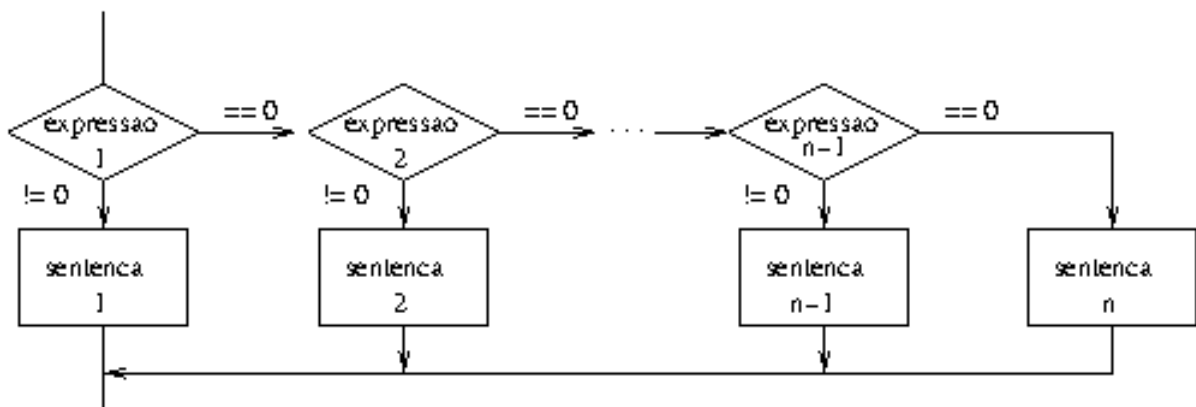 == 0
== 0
== 0
expressao
1
expressao
2
. . .
expressao
n-1
!= 0
!= 0
!= 0
sentenca
1
sentenca
2
sentenca
n-1
sentenca
n